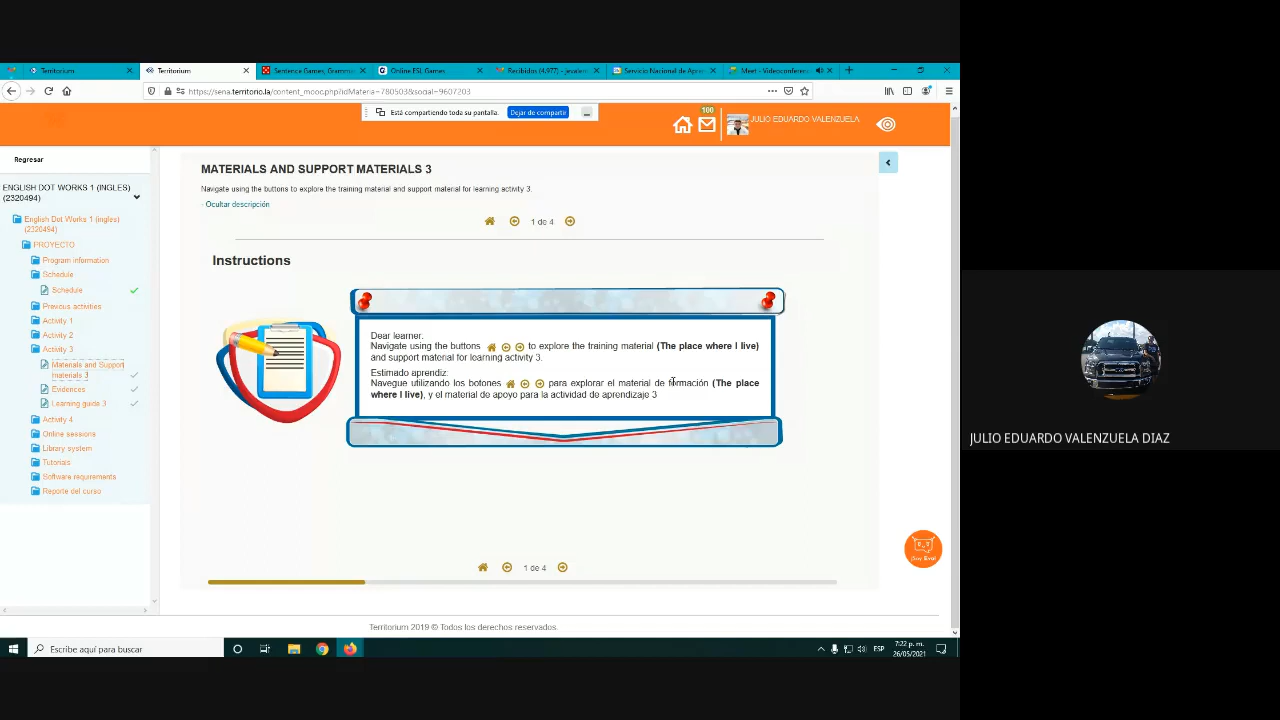 Territorium
Territorium
Sentence Games, Gramma
Online ESL Games
Recibidos (4.977) - jevalen
Servicio Nacional de Apren
Meet - Videoconferenc
https://sena.territorio.la/content_mooc.php?idMateria=780503&social=9607203
Está compartiendo toda su pantalla.
Dejar de compartir
100
JULIO EDUARDO VALENZUELA
Regresar
ENGLISH DOT WORKS 1 (INGLES)
(2320494)
English Dot Works 1 (ingles)
(2320494)
PROYECTO
Program information
Schedule
Schedule
Previous activities
Activity 1
Activity 2
Activity 3
Materials and Support
materials 3
Evidences
Learning guide 3
Activity 4
Online sessions
Library system
Tutorials
Software requirements
Reporte del curso
MATERIALS AND SUPPORT MATERIALS 3
Navigate using the buttons to explore the training material and support material for learning activity 3.
- Ocultar descripción
1 de 4
Instructions
Dear learner:
Navigate using the buttons to explore the training material (The place where I live)
and support material for learning activity 3.
Estimado aprendiz:
Navegue utilizando los botones para explorar el material de formación (The place
where I live), y el material de apoyo para la actividad de aprendizaje 3
1 de 4
Territorium 2019 © Todos los derechos reservados.
Escribe aquí para buscar
ESP
7:22 p. m.
26/05/2021
JULIO EDUARDO VALENZUELA DIAZ